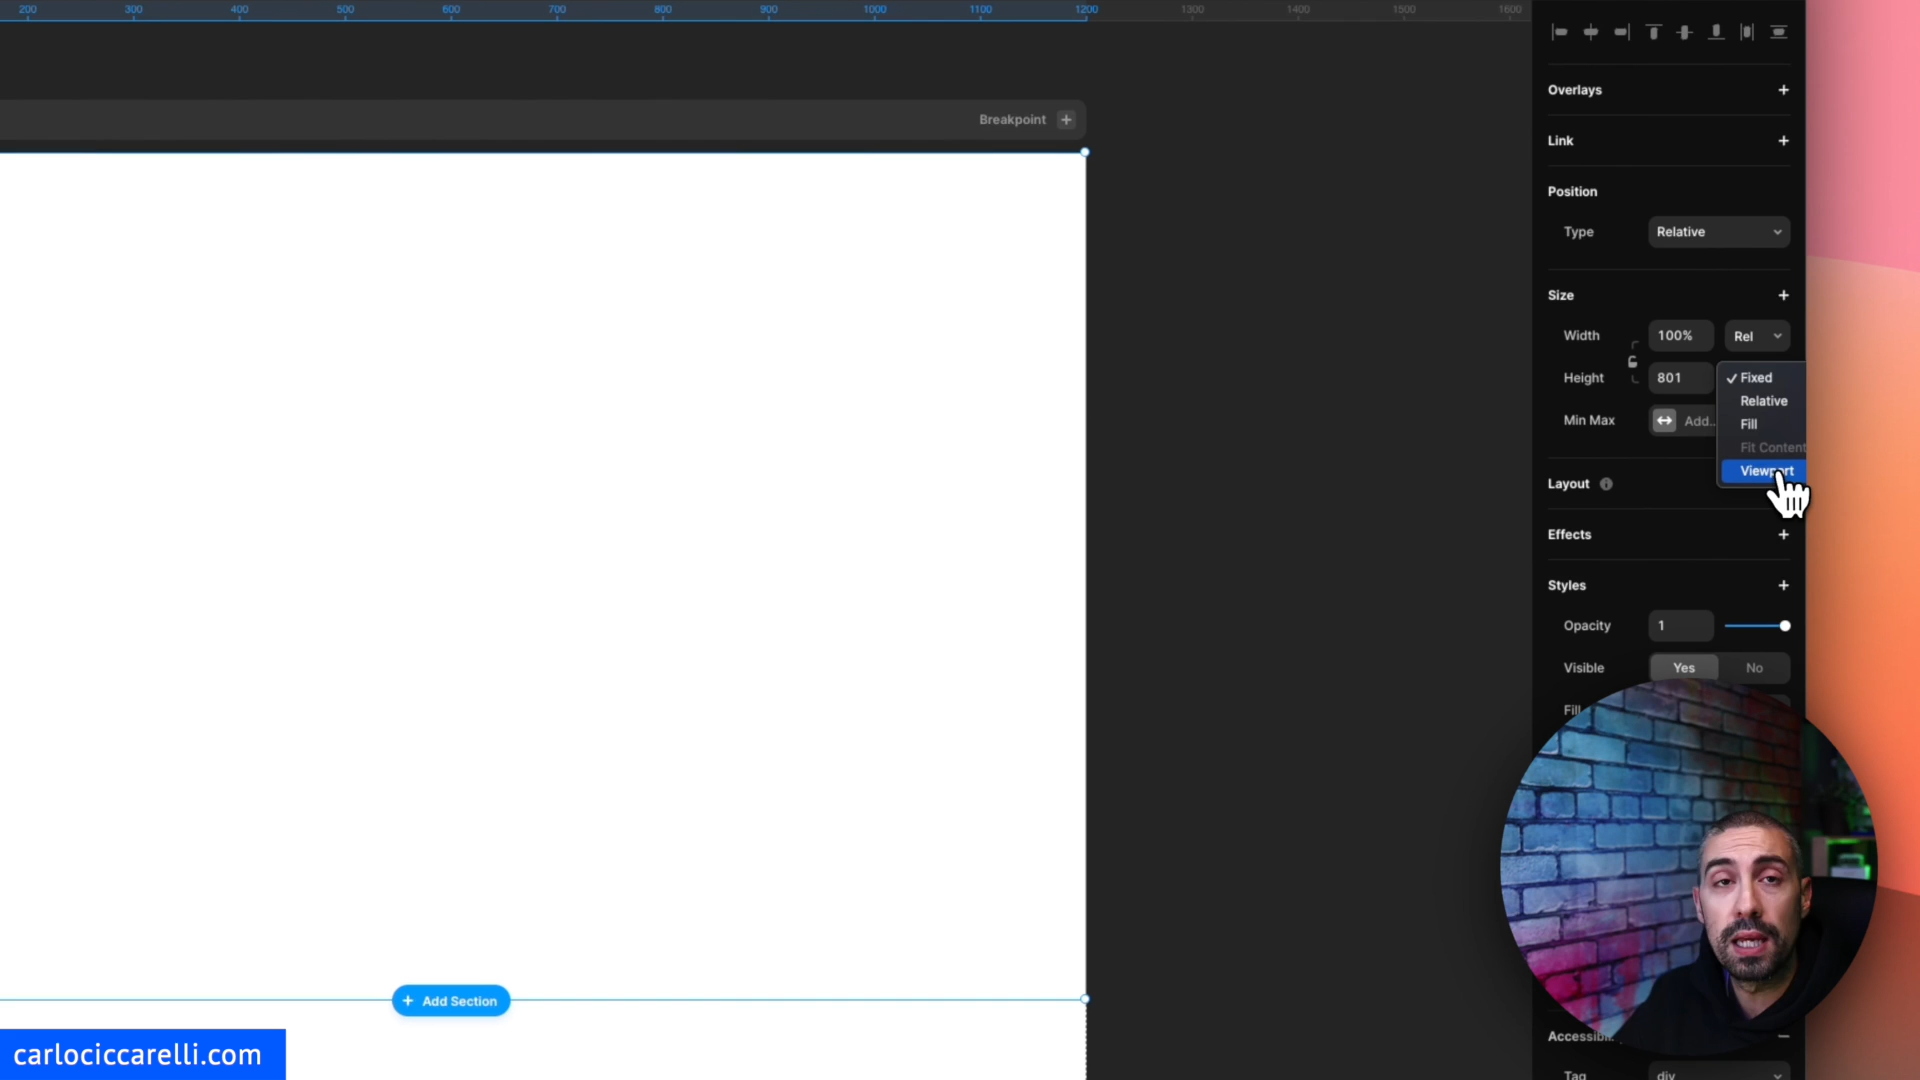 200 300 400 500 600 700 800 900 1000 1100 1200 1300 1400 1500 1600
Overlays
Breakpoint
Link
Position
Type Relative
Size
Width 100% Rel
Height 801
Fixed
Relative
Min Max Add..
Fill
Fit Content
Viewport
Layout
Effects
Styles
Opacity 1
Visible Yes No
Fill
Add Section
carlociccarelli.com
Tag div